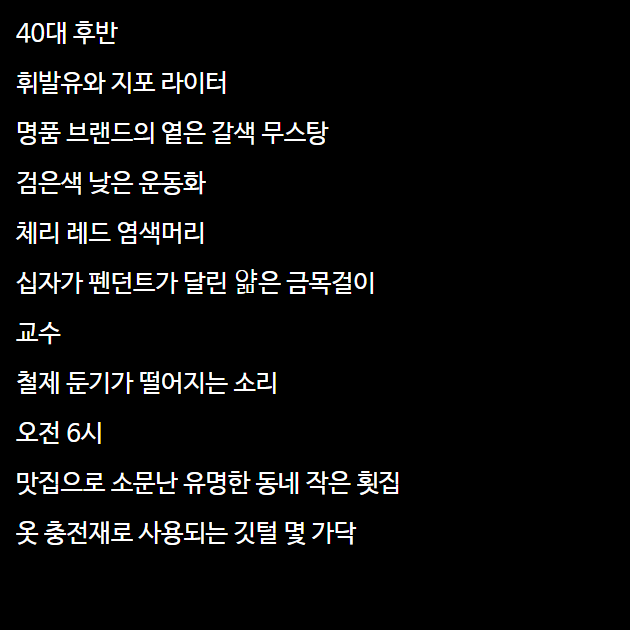 40대 후반
휘발유와 지포 라이터
명품 브랜드의 옅은 갈색 무스탕
검은색 낮은 운동화
체리 레드 염색머리
십자가 펜던트가 달린 얇은 금목걸이
교수
철제 둔기가 떨어지는 소리
오전 6시
맛집으로 소문난 유명한 동네 작은 횟집
옷 충전재로 사용되는 깃털 몇 가닥